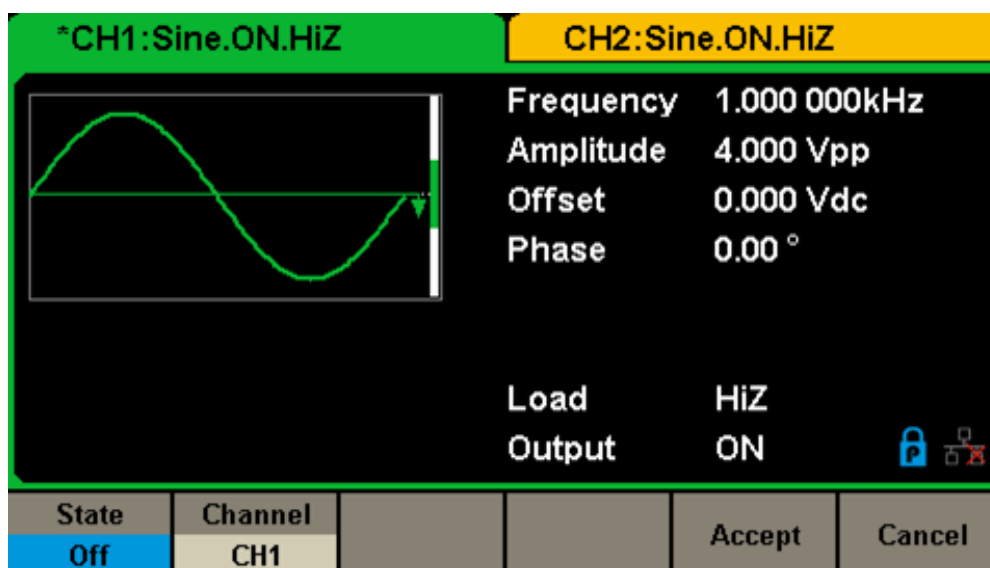 *CH1:Sine.ON.HiZ
CH2:Sine.ON.HiZ
Frequency 1.000 000kHz
Amplitude 4.000 Vpp
Offset 0.000 Vdc
Phase 0.00 °
Load HiZ
Output ON
P
State Channel
Off CH1
Accept Cancel